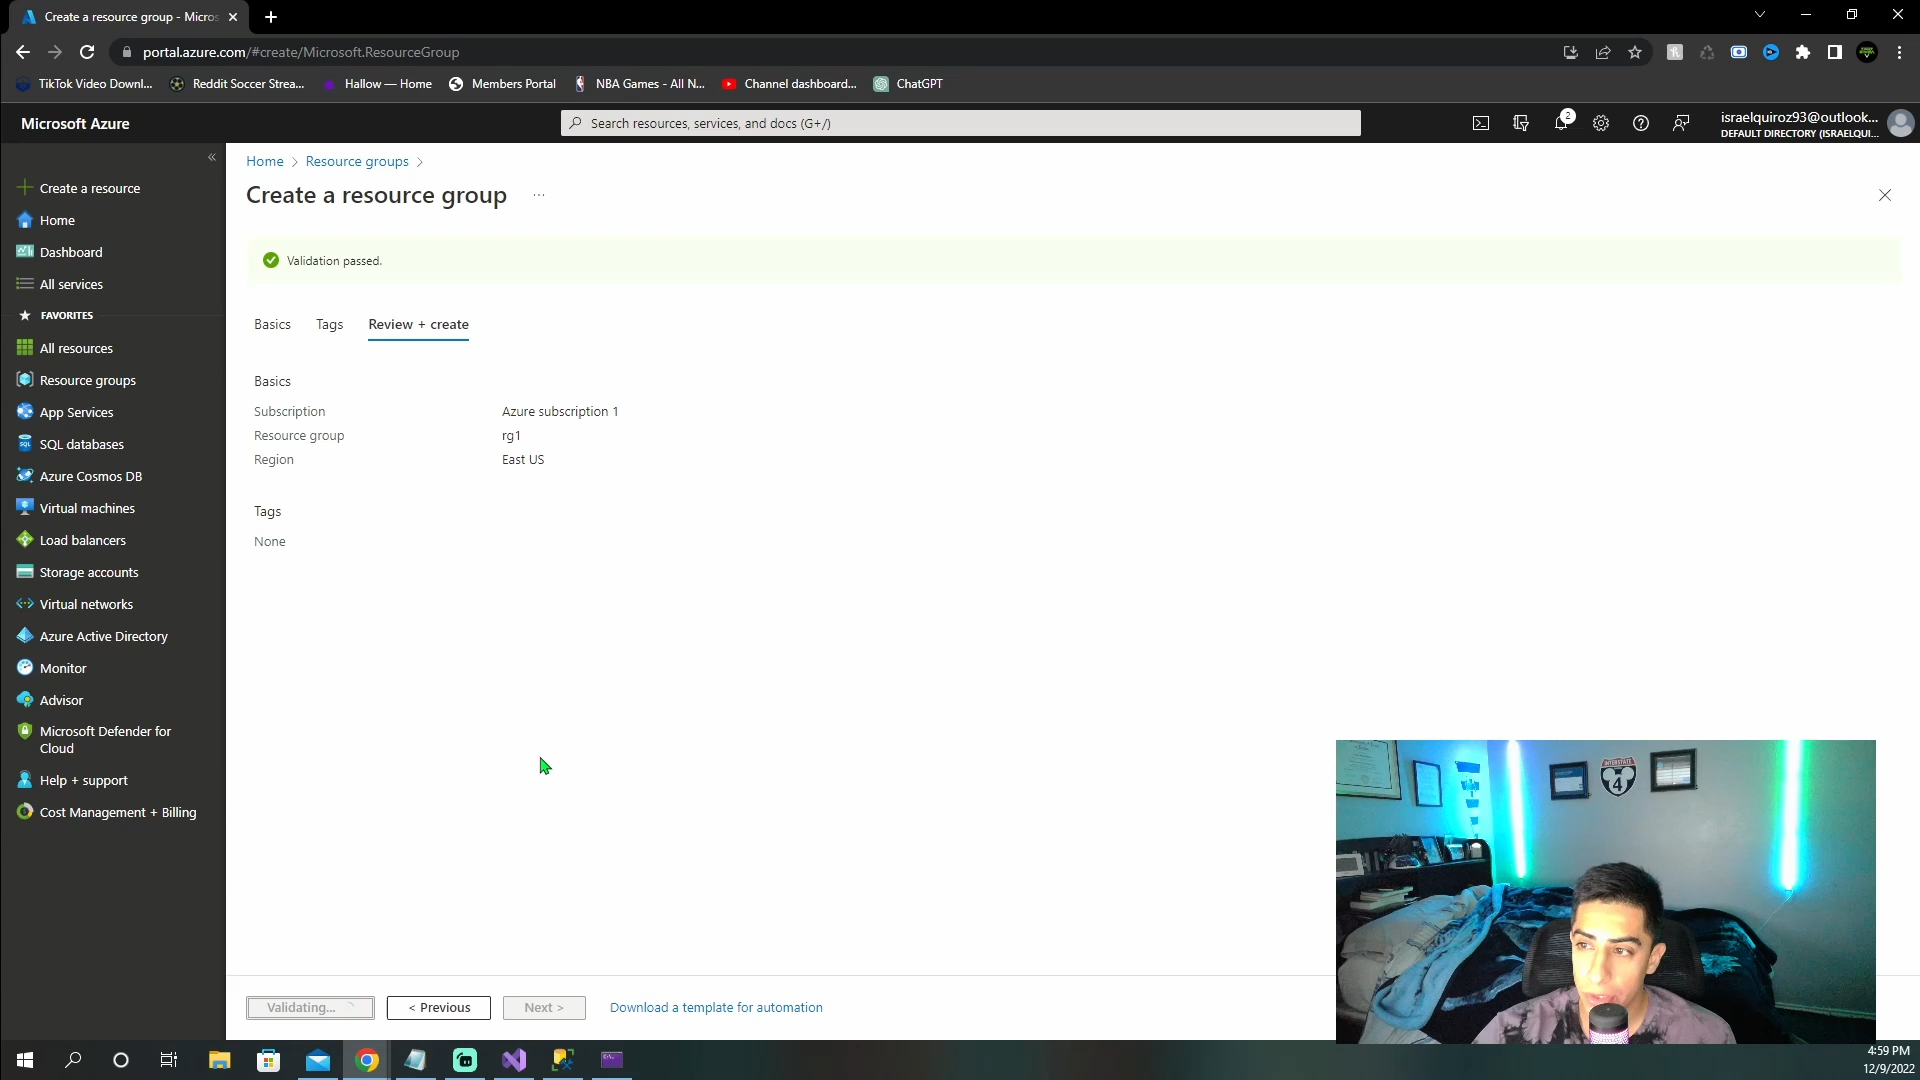 Create a resource group - Micros
portal.azure.com/#create/Microsoft.ResourceGroup
TikTok Video Downl...
Reddit Soccer Strea...
Hallow — Home
Members Portal
NBA Games - All N...
Channel dashboard...
ChatGPT
Microsoft Azure
Search resources, services, and docs (G+/)
2
israelquiroz93@outlook...
DEFAULT DIRECTORY (ISRAELQUI...
Home > Resource groups >
Create a resource group ...
Create a resource
Home
Dashboard
All services
FAVORITES
All resources
Resource groups
App Services
SQL databases
Azure Cosmos DB
Virtual machines
Load balancers
Storage accounts
Virtual networks
Azure Active Directory
Monitor
Advisor
Microsoft Defender for
Cloud
Help + support
Cost Management + Billing
Validation passed.
Basics
Tags
Review + create
Basics
Subscription Azure subscription 1
Resource group rg1
Region East US
Tags
None
INTERSTATE
4
Validating...
< Previous
Next >
Download a template for automation
4:59 PM
12/9/2022